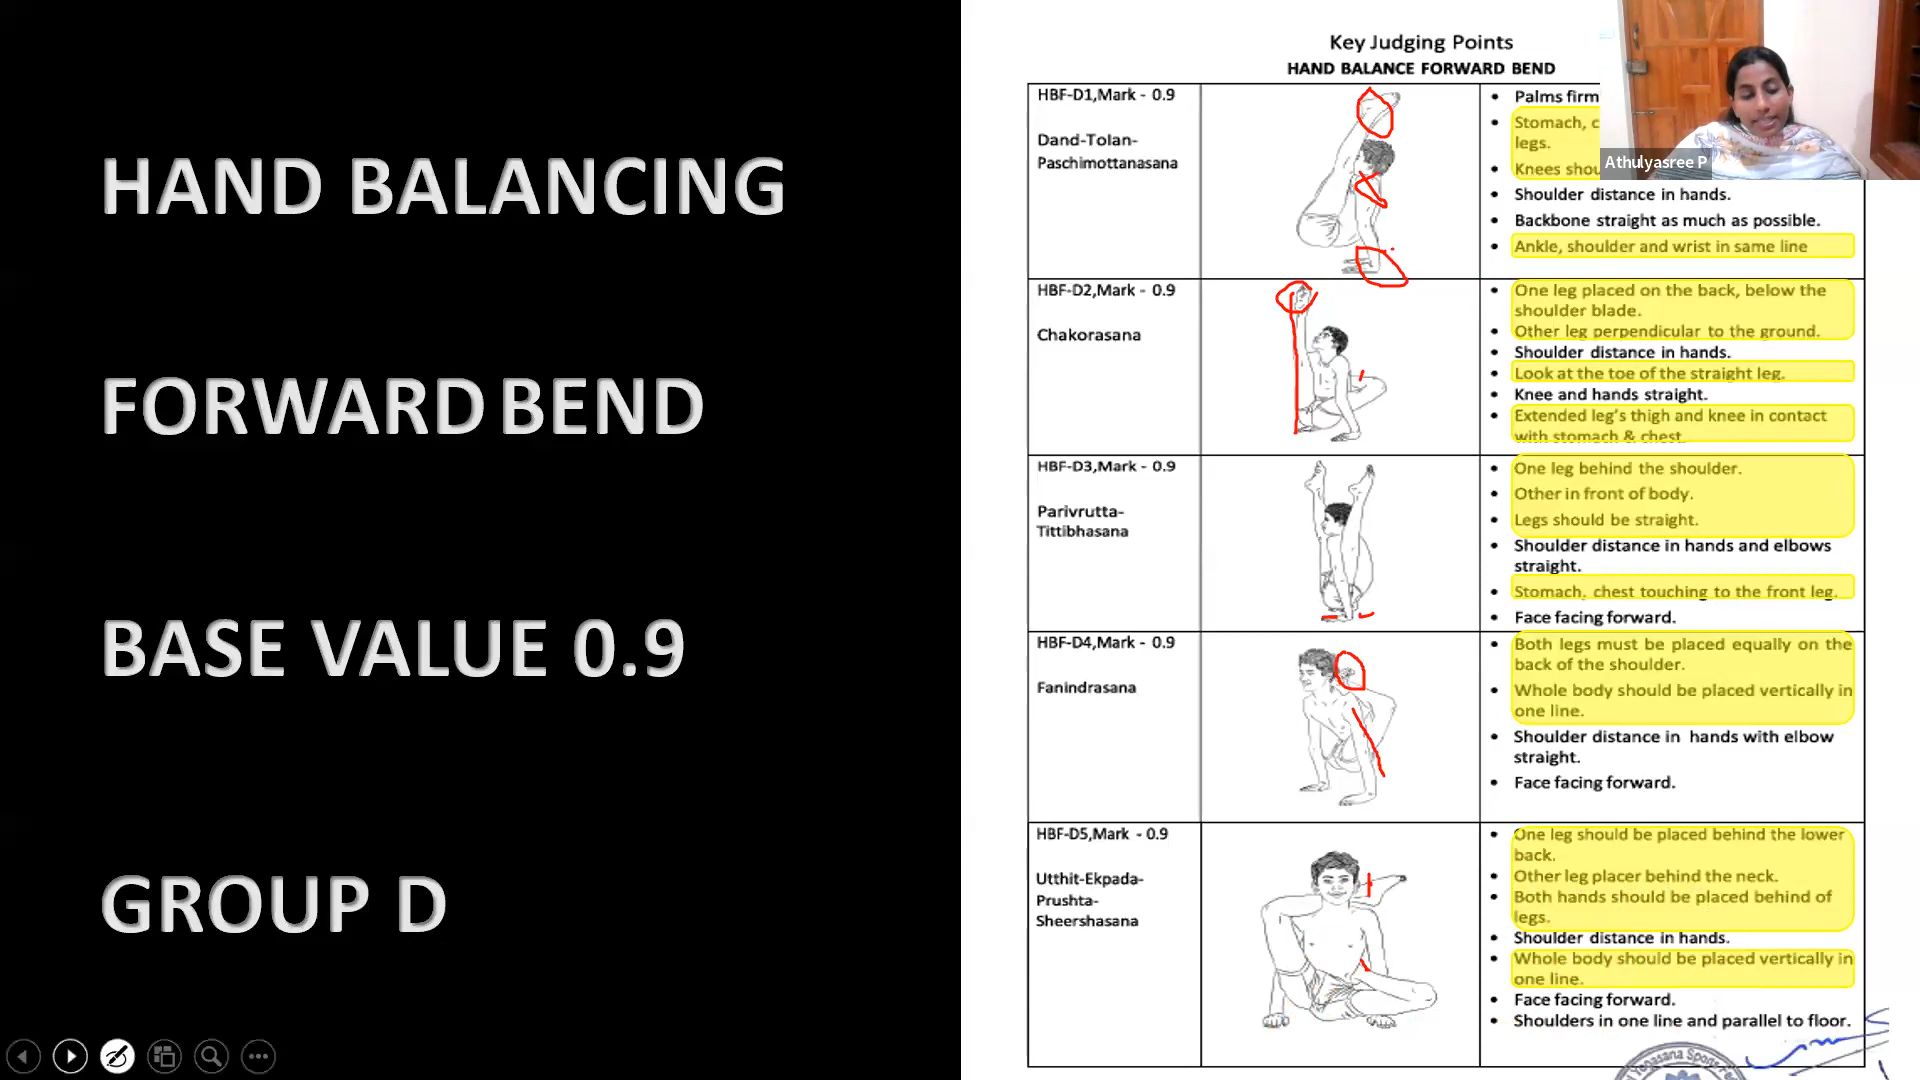 HAND BALANCING
FORWARD BEND
BASE VALUE 0.9
GROUP D
Key Judging Points
HAND BALANCE FORWARD BEND
HBF-D1,Mark - 0.9
Dand-Tolan-
Paschimottanasana
• Palms firm
• Stomach, c
legs.
• Knees shou
• Shoulder distance in hands.
• Backbone straight as much as possible.
• Ankle, shoulder and wrist in same line
HBF-D2,Mark - 0.9
Chakorasana
• One leg placed on the back, below the
shoulder blade.
• Other leg perpendicular to the ground.
• Shoulder distance in hands.
• Look at the toe of the straight leg.
• Knee and hands straight.
• Extended leg's thigh and knee in contact
with stomach & chest.
HBF-D3,Mark - 0.9
Parivrutta-
Tittibhasana
• One leg behind the shoulder.
• Other in front of body.
• Legs should be straight.
• Shoulder distance in hands and elbows
straight.
• Stomach, chest touching to the front leg.
• Face facing forward.
HBF-D4,Mark - 0.9
Fanindrasana
• Both legs must be placed equally on the
back of the shoulder.
• Whole body should be placed vertically in
one line.
• Shoulder distance in hands with elbow
straight.
• Face facing forward.
HBF-D5,Mark - 0.9
Utthit-Ekpada-
Prushta-
Sheershasana
• One leg should be placed behind the lower
back.
• Other leg placer behind the neck.
• Both hands should be placed behind of
legs.
• Shoulder distance in hands.
• Whole body should be placed vertically in
one line.
• Face facing forward.
• Shoulders in one line and parallel to floor.
Athulyasree P
Yogasana Sports